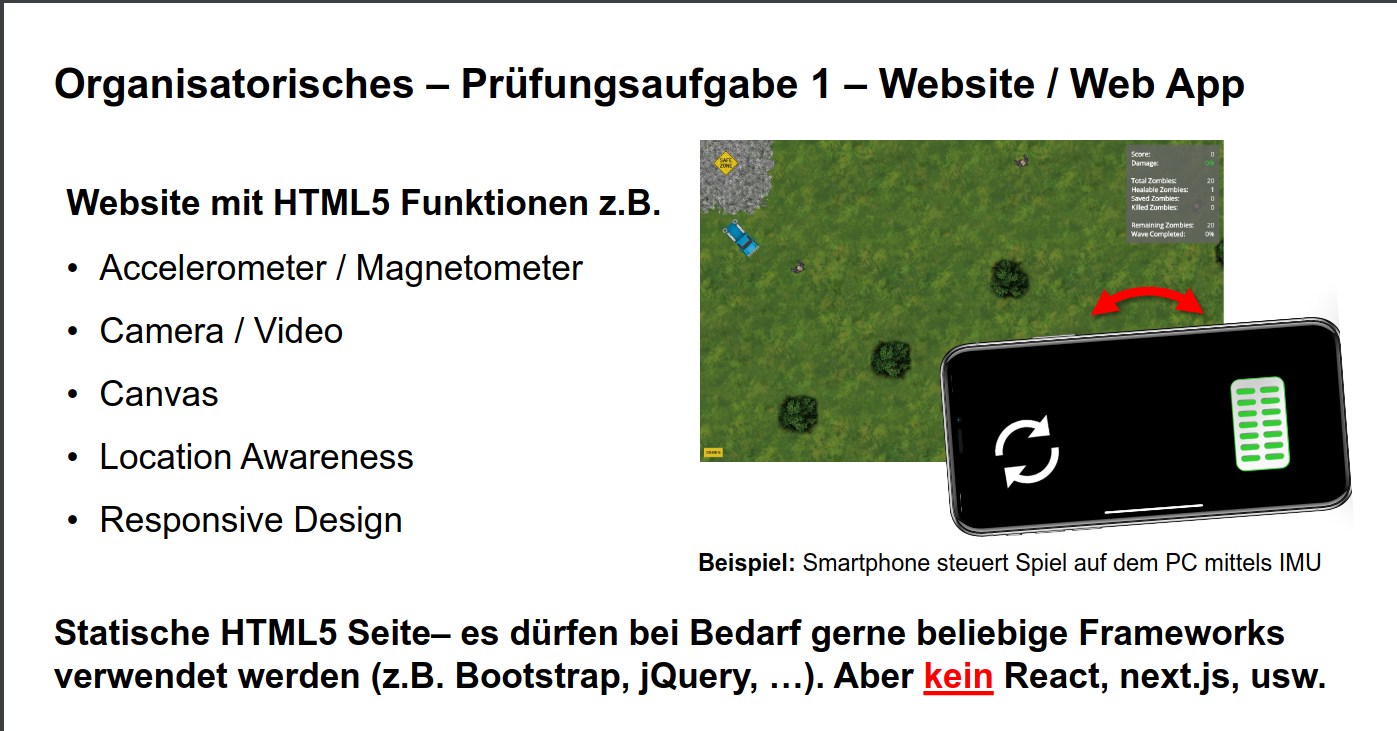 Organisatorisches – Prüfungsaufgabe 1 – Website / Web App
Website mit HTML5 Funktionen z.B.
• Accelerometer / Magnetometer
• Camera / Video
• Canvas
• Location Awareness
• Responsive Design
SAFE
ZONE
Score: 0
Damage: 0%
Total Zombies: 20
Healable Zombies: 1
Saved Zombies: 0
Killed Zombies: 0
Remaining Zombies: 20
Wave Completed: 0%
Beispiel: Smartphone steuert Spiel auf dem PC mittels IMU
Statische HTML5 Seite– es dürfen bei Bedarf gerne beliebige Frameworks
verwendet werden (z.B. Bootstrap, jQuery, …). Aber kein React, next.js, usw.